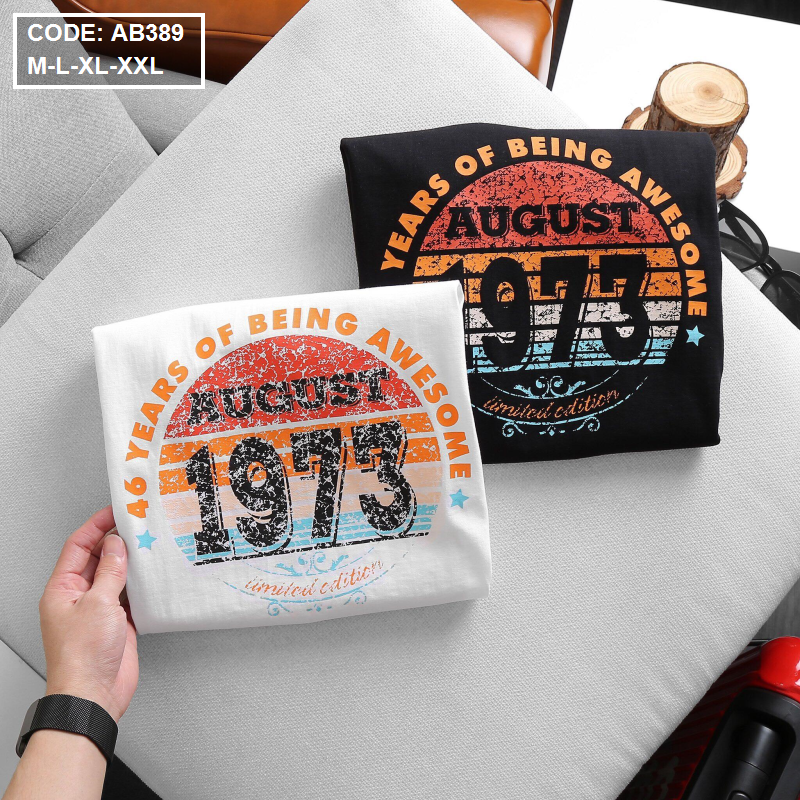 CODE: AB389
M-L-XL-XXL
YEARS OF BEING AWESOME
AUGUST
1973
limited edition
46 YEARS OF BEING AWESOME
AUGUST
1973
limited edition